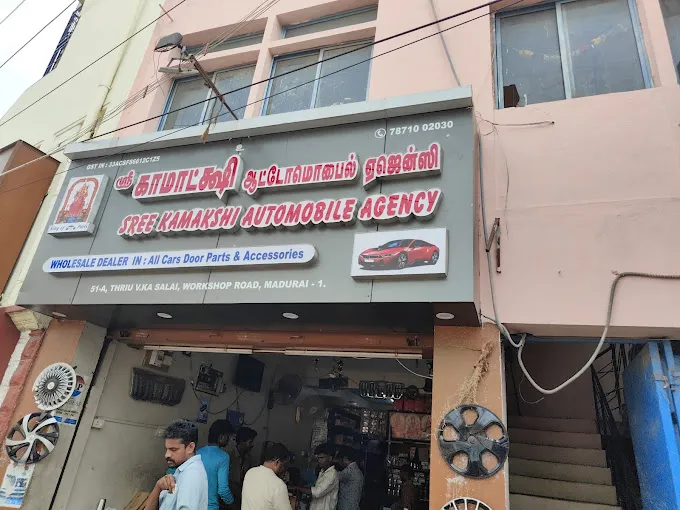 78710 02030
GST IN : 33ACSFS6612C1Z5
ஸ்ரீ காமாட்க்ஷி ஆட்டோமொபைல் ஏஜென்ஸி
SREE KAMAKSHI AUTOMOBILE AGENCY
WHOLESALE DEALER IN : All Cars Door Parts & Accessories
51-A, THRIU V.KA SALAI, WORKSHOP ROAD, MADURAI - 1.